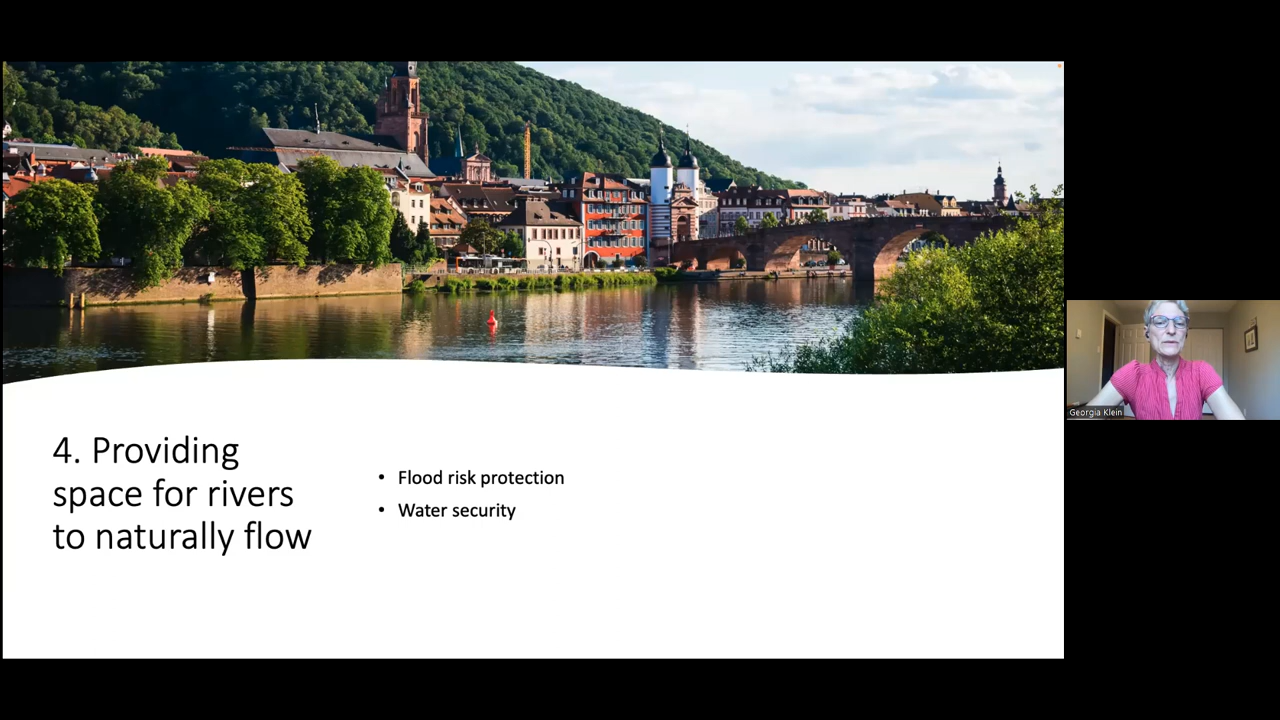 4. Providing
space for rivers
to naturally flow
• Flood risk protection
• Water security
Georgia Klein